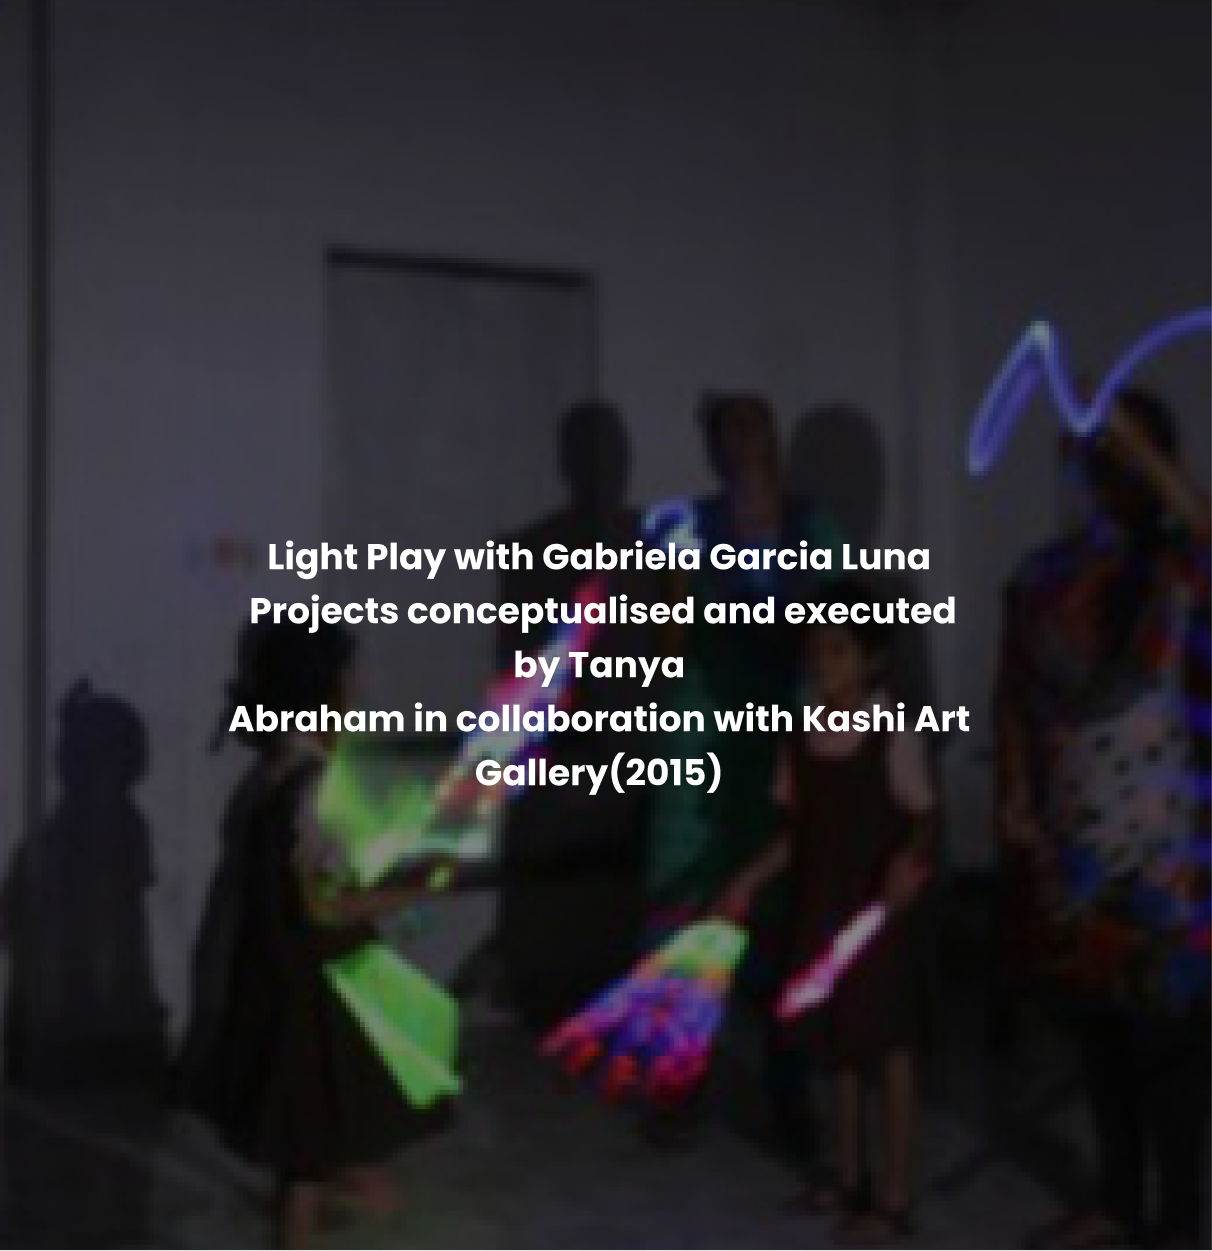 Light Play with Gabriela Garcia Luna
Projects conceptualised and executed
by Tanya
Abraham in collaboration with Kashi Art
Gallery(2015)